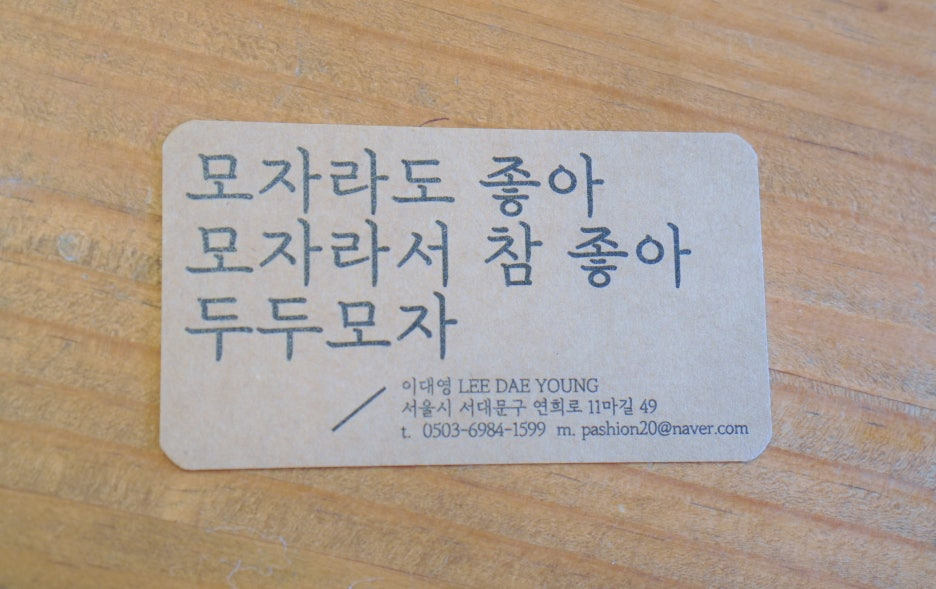 모자라도 좋아
모자라서 참 좋아
두두모자
이대영 LEE DAE YOUNG
서울시 서대문구 연희로 11마길 49
t. 0503-6984-1599 m. pashion20@naver.com